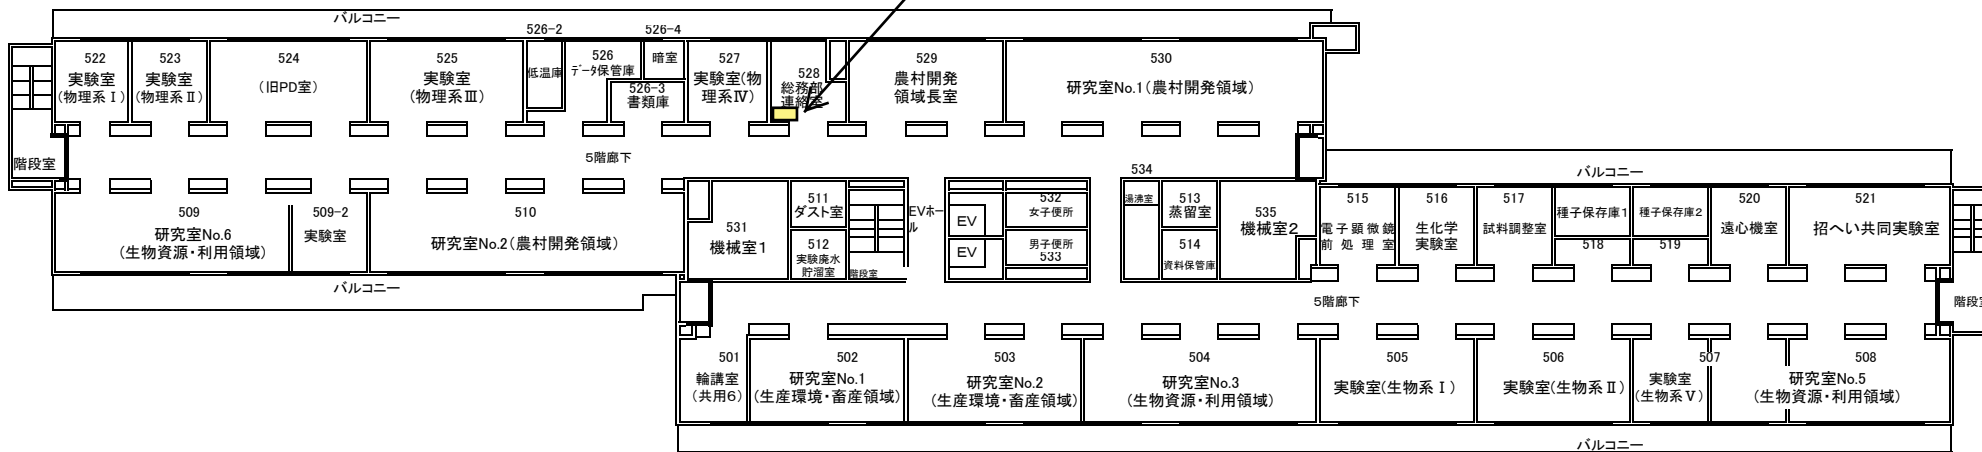 バルコニー
522
実験室
(物理系Ⅰ)
523
実験室
(物理系Ⅱ)
524
(旧PD室)
525
実験室
(物理系Ⅲ)
526-2
低温庫
526
データ保管庫
526-4
暗室
526-3
書類庫
527
実験室(物
理系Ⅳ)
528
総務部
連絡室
529
農村開発
領域長室
530
研究室No.1(農村開発領域)
階段室
5階廊下
509
研究室No.6
(生物資源・利用領域)
509-2
実験室
510
研究室No.2(農村開発領域)
バルコニー
531
機械室1
511
ダスト室
512
実験廃水
貯溜室
階段室
EVホー
ル
EV
EV
532
女子便所
男子便所
533
534
湯沸室
513
蒸留室
514
資料保管庫
535
機械室2
バルコニー
515
電子顕微鏡
前処理室
516
生化学
実験室
517
試料調整室
種子保存庫1
518
種子保存庫2
519
520
遠心機室
521
招へい共同実験室
5階廊下
階段室
501
輪講室
(共用6)
502
研究室No.1
(生産環境・畜産領域)
503
研究室No.2
(生産環境・畜産領域)
504
研究室No.3
(生物資源・利用領域)
505
実験室(生物系Ⅰ)
506
実験室(生物系Ⅱ)
507
実験室
(生物系Ⅴ)
508
研究室No.5
(生物資源・利用領域)
バルコニー